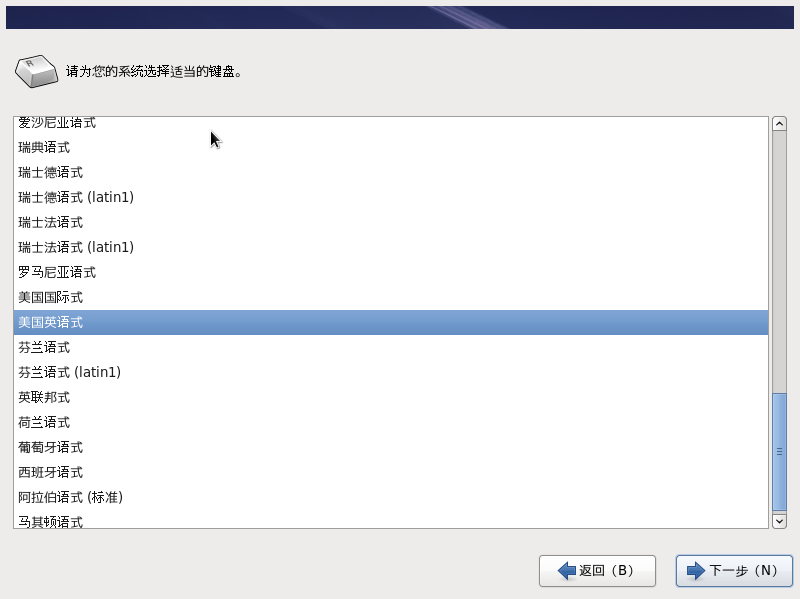 请为您的系统选择适当的键盘。
爱沙尼亚语式
瑞典语式
瑞士德语式
瑞士德语式 (latin1)
瑞士法语式
瑞士法语式 (latin1)
罗马尼亚语式
美国国际式
美国英语式
芬兰语式
芬兰语式 (latin1)
英联邦式
荷兰语式
葡萄牙语式
西班牙语式
阿拉伯语式 (标准)
马其顿语式
返回（B） 下一步（N）